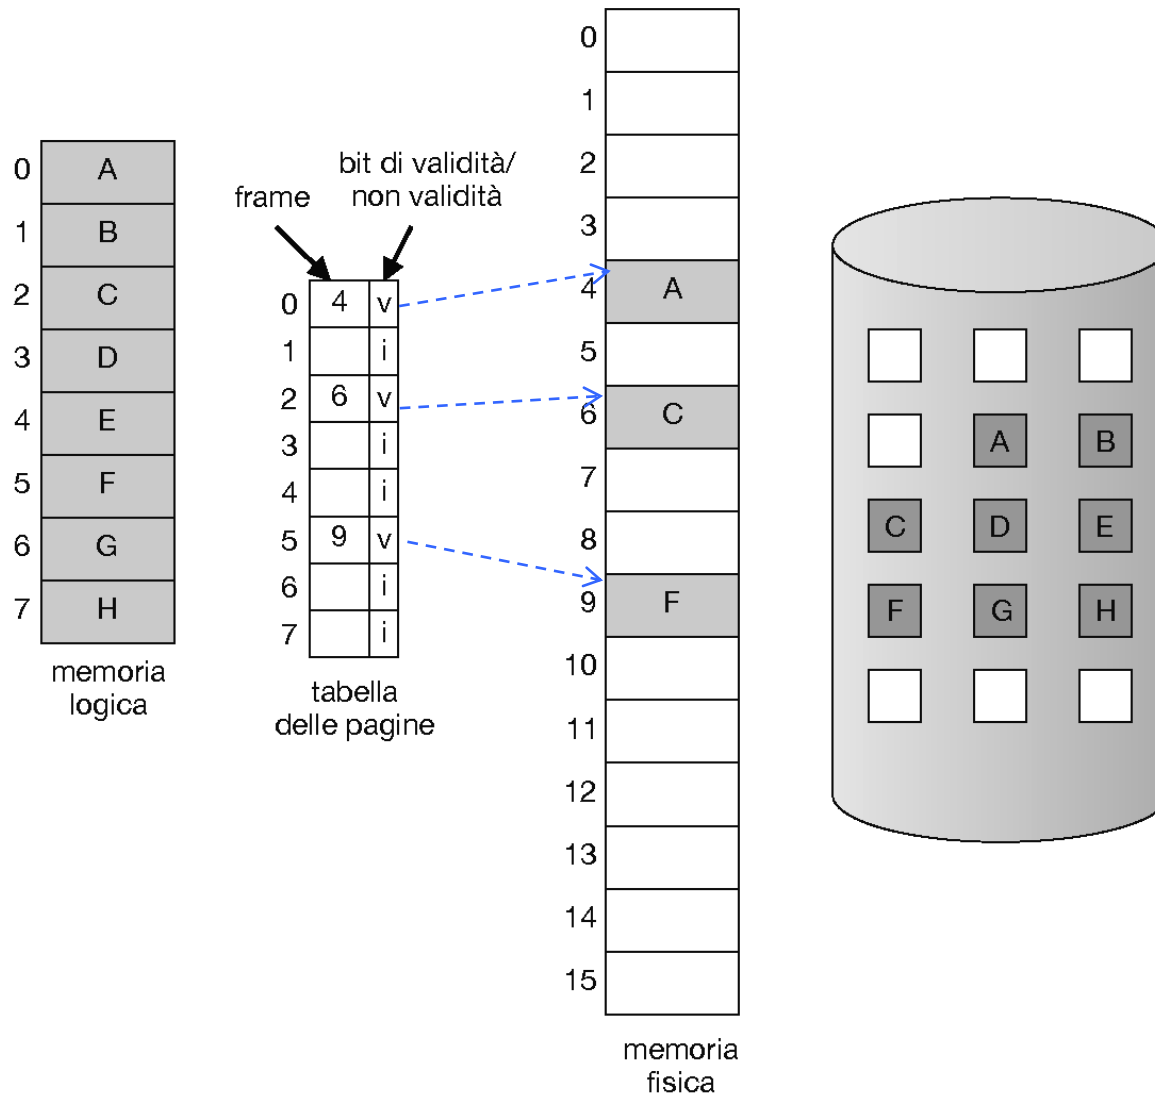 0 A
1 B
2 C
3 D
4 E
5 F
6 G
7 H
memoria
logica
frame
bit di validità/
non validità
0 4 v
1 i
2 6 v
3 i
4 i
5 9 v
6 i
7 i
tabella
delle pagine
0
1
2
3
4 A
5
6 C
7
8
9 F
10
11
12
13
14
15
memoria
fisica
A B
C D E
F G H